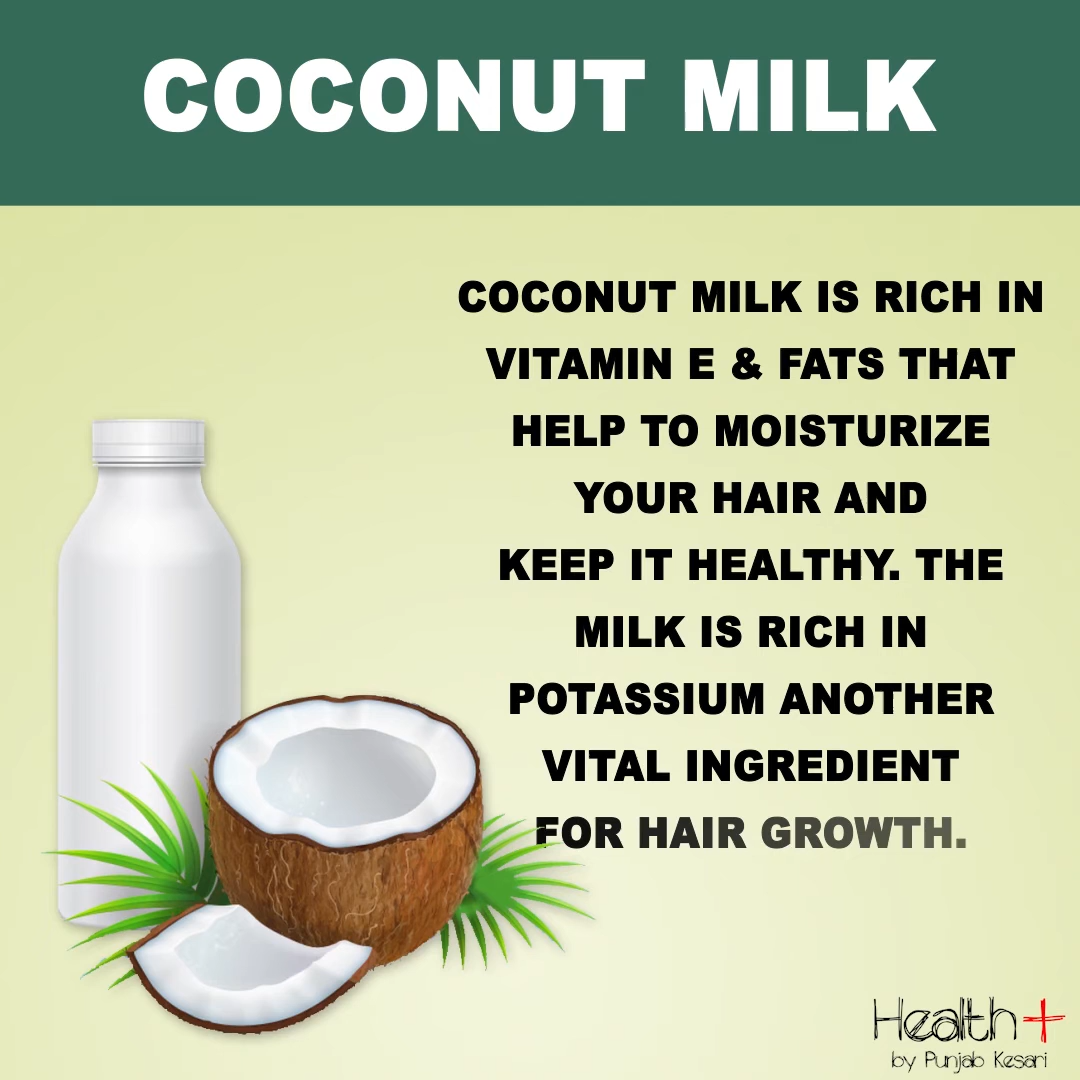 COCONUT MILK
COCONUT MILK IS RICH IN
VITAMIN E & FATS THAT
HELP TO MOISTURIZE
YOUR HAIR AND
KEEP IT HEALTHY. THE
MILK IS RICH IN
POTASSIUM ANOTHER
VITAL INGREDIENT
FOR HAIR GROWTH.
Health+
by Punjab Kesari